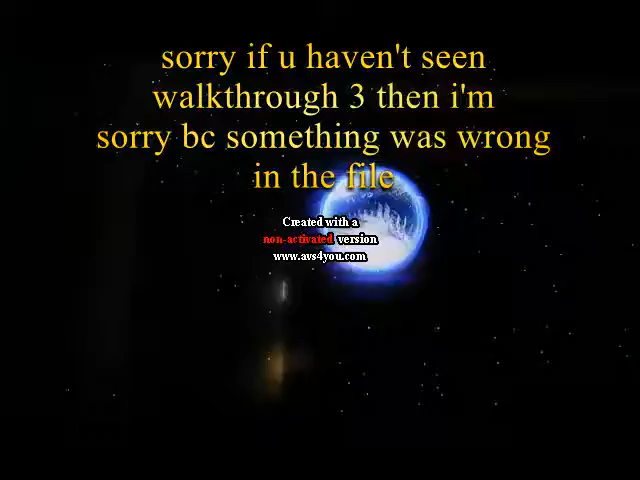 sorry if u haven't seen
walkthrough 3 then i'm
sorry bc something was wrong
in the file
Created with a
non-activated version
www.avs4you.com